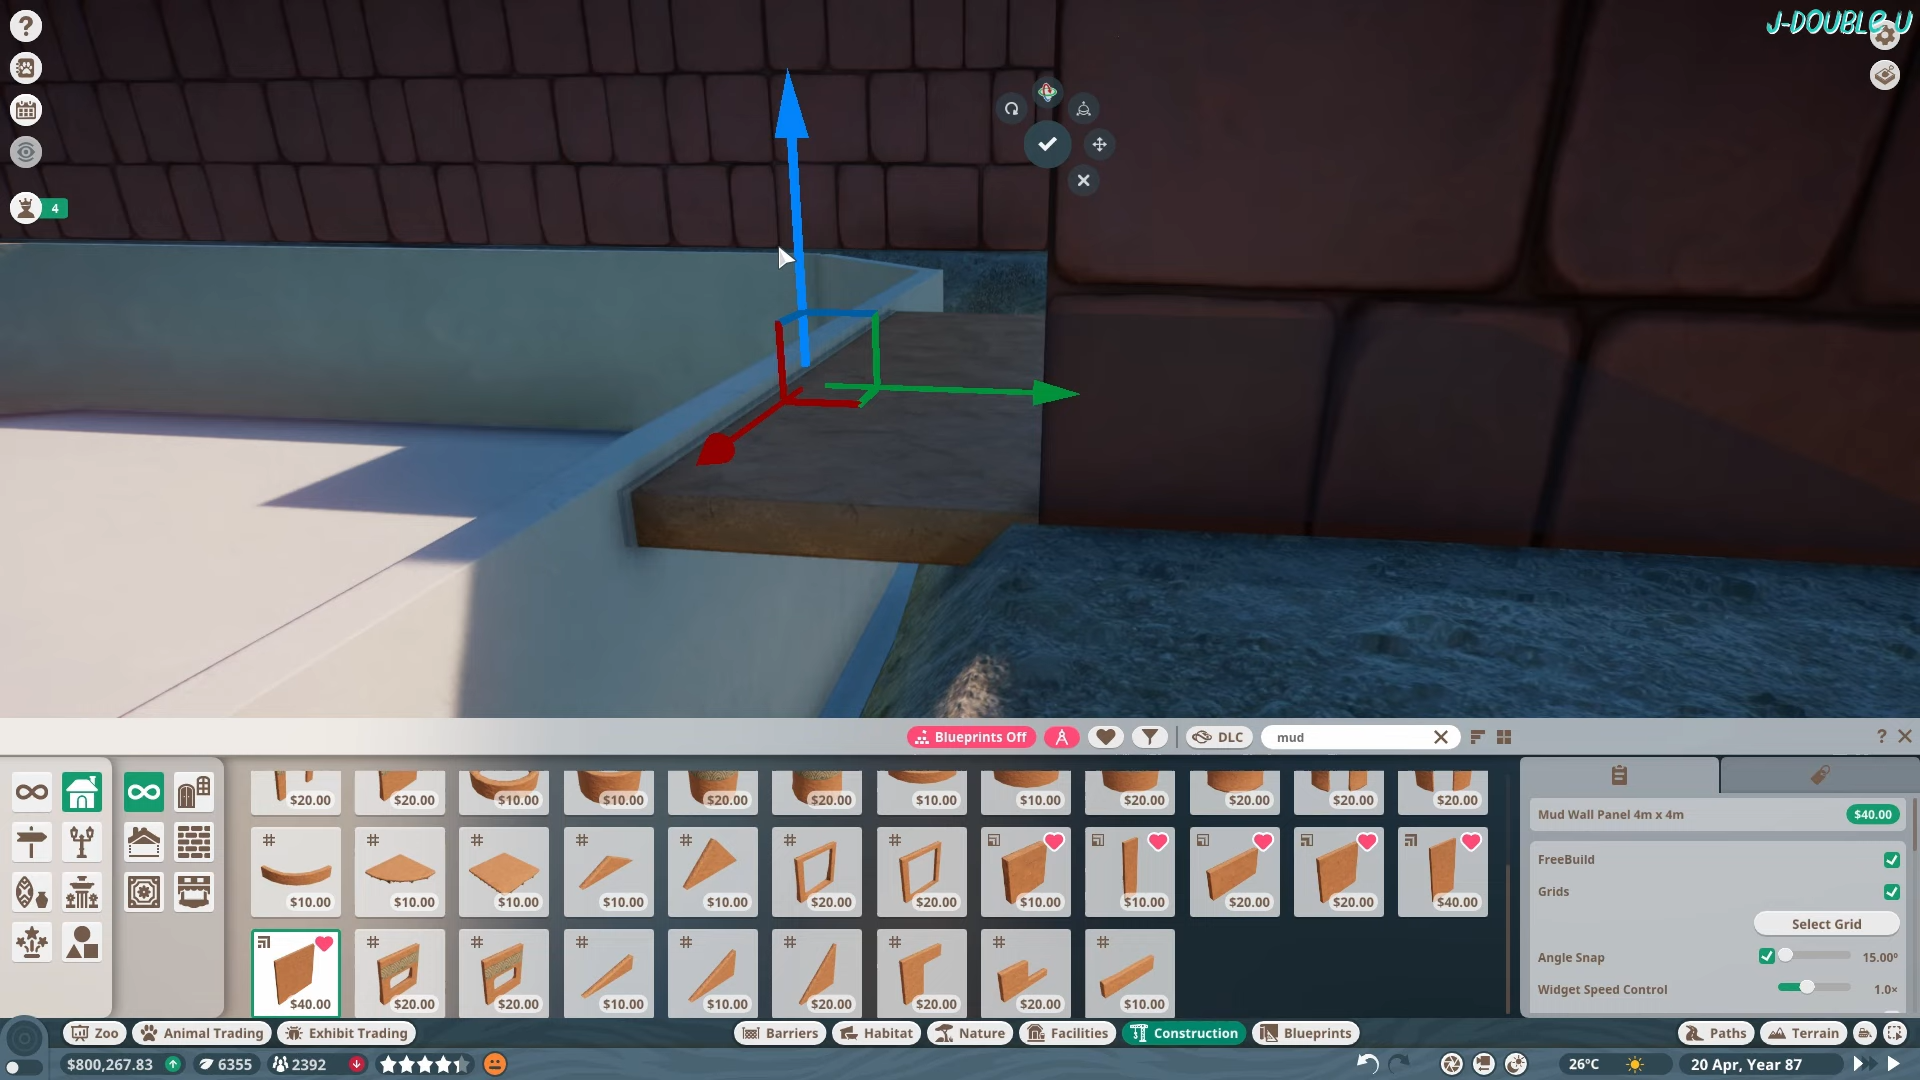 J-DOUBLE U
?
4
Blueprints Off
DLC
mud
?
$20.00 $20.00 $10.00 $10.00 $20.00 $20.00 $10.00 $10.00 $20.00 $20.00 $20.00 $20.00
$10.00 $10.00 $10.00 $10.00 $10.00 $20.00 $20.00 $10.00 $10.00 $20.00 $20.00 $40.00
$40.00 $20.00 $20.00 $10.00 $10.00 $20.00 $20.00 $20.00 $10.00
Mud Wall Panel 4m x 4m $40.00
FreeBuild
Grids
Select Grid
Angle Snap 15.00°
Widget Speed Control 1.0×
Zoo Animal Trading Exhibit Trading Barriers Habitat Nature Facilities Construction Blueprints Paths Terrain
$800,267.83 6355 2392 26°C 20 Apr, Year 87